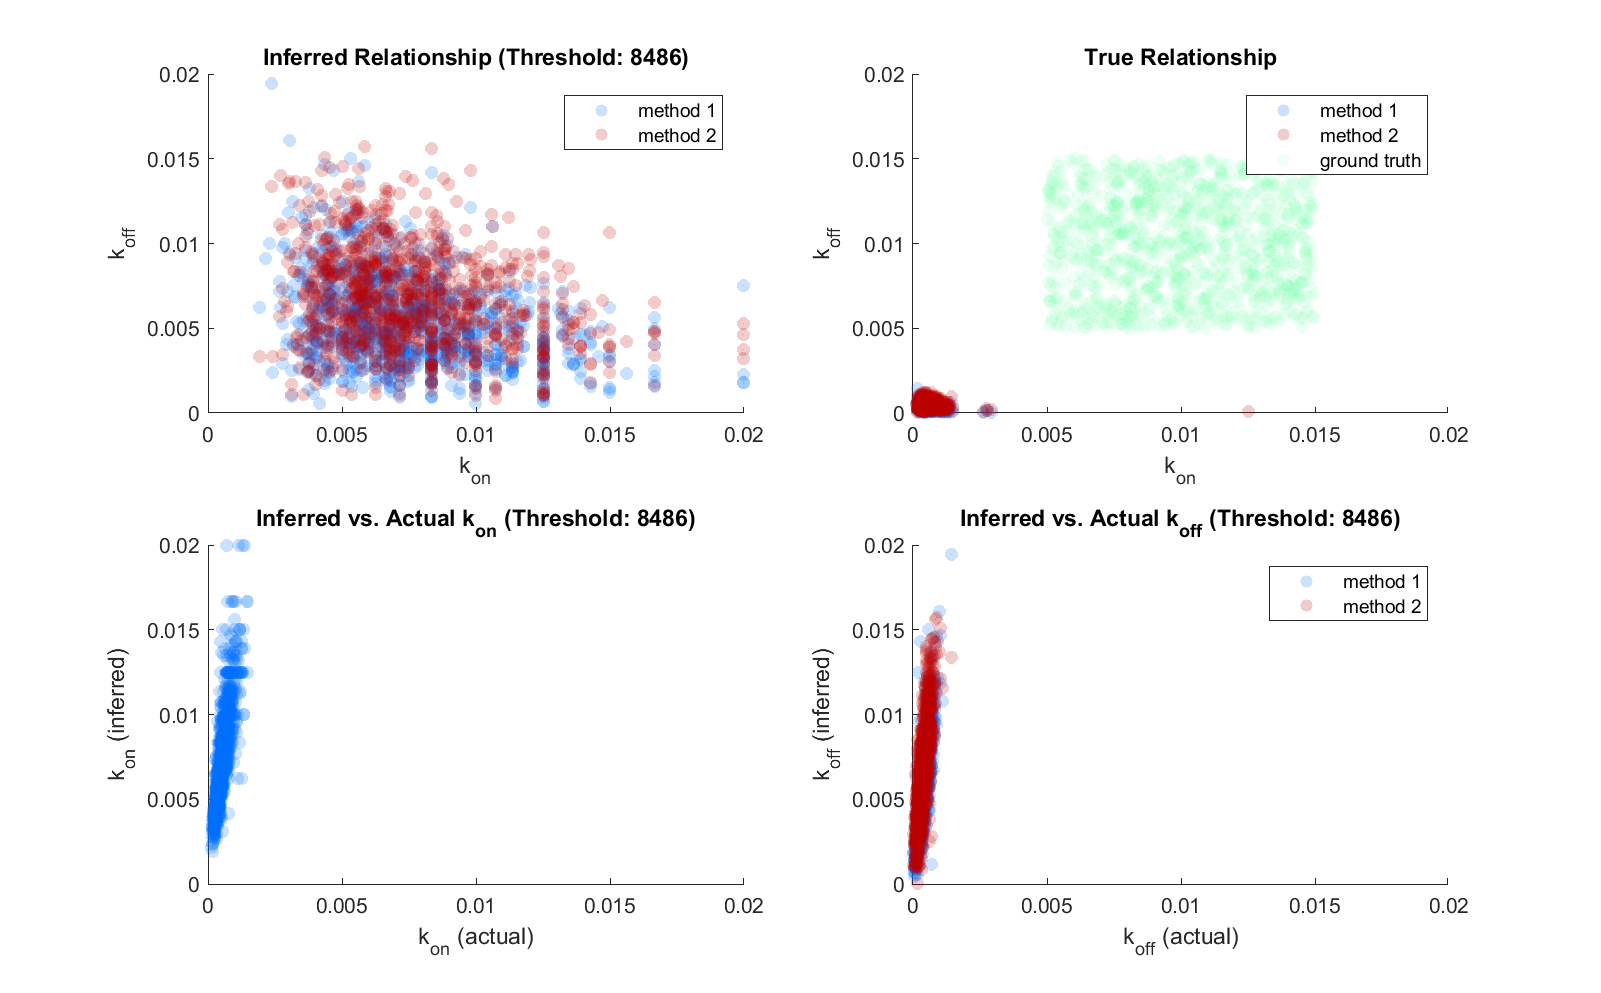 Inferred Relationship (Threshold: 8486)
0.02
0.015
0.01
0.005
0
k_off
method 1
method 2
0 0.005 0.01 0.015 0.02
k_on
True Relationship
0.02
0.015
0.01
0.005
0
k_off
method 1
method 2
ground truth
0 0.005 0.01 0.015 0.02
k_on
Inferred vs. Actual k_on (Threshold: 8486)
0.02
0.015
0.01
0.005
0
k_on (inferred)
0 0.005 0.01 0.015 0.02
k_on (actual)
Inferred vs. Actual k_off (Threshold: 8486)
0.02
0.015
0.01
0.005
0
k_off (inferred)
method 1
method 2
0 0.005 0.01 0.015 0.02
k_off (actual)